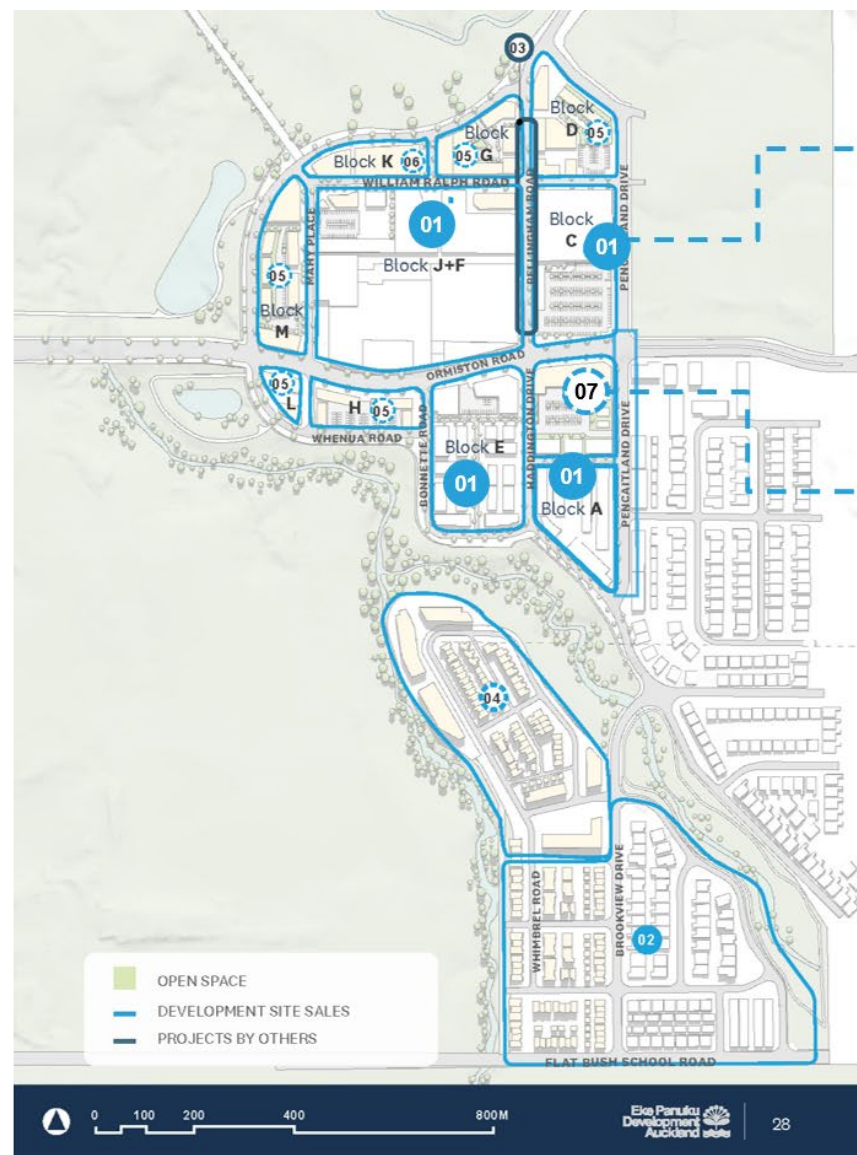 03
Block
D
05
Block
G
05
Block K
06
WILLIAM RALPH ROAD
BELLINGHAM ROAD
PENCAITLAND DRIVE
MARY PLACE
01
Block J+F
Block
C
01
05
Block
M
ORMISTON ROAD
05
L
H
05
WHENUA ROAD
BONNETTE ROAD
HADDINGTON DRIVE
07
PENCAITLAND DRIVE
Block E
01
01
Block A
04
WHIMBREL ROAD
BROOKVIEW DRIVE
02
FLAT BUSH SCHOOL ROAD
OPEN SPACE
DEVELOPMENT SITE SALES
PROJECTS BY OTHERS
0 100 200 400 800M
Eke Panuku
Development
Auckland
28